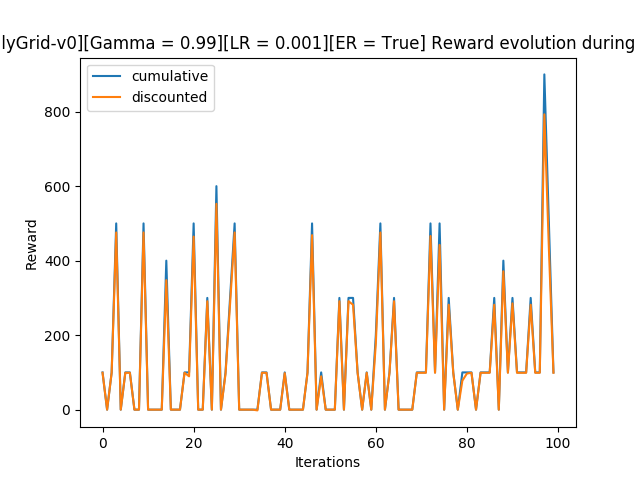 lyGrid-v0][Gamma = 0.99][LR = 0.001][ER = True] Reward evolution during
cumulative
discounted
800
600
400
200
0
Reward
0 20 40 60 80 100
Iterations